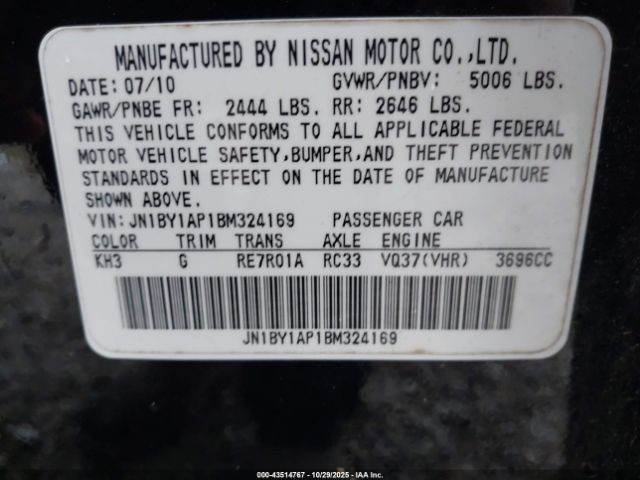 MANUFACTURED BY NISSAN MOTOR CO.,LTD.
DATE: 07/10 GVWR/PNBV: 5006 LBS.
GAWR/PNBE FR: 2444 LBS. RR: 2646 LBS.
THIS VEHICLE CONFORMS TO ALL APPLICABLE FEDERAL
MOTOR VEHICLE SAFETY,BUMPER,AND THEFT PREVENTION
STANDARDS IN EFFECT ON THE DATE OF MANUFACTURE
SHOWN ABOVE.
VIN:JN1BY1AP1BM324169 PASSENGER CAR
COLOR TRIM TRANS AXLE ENGINE
KH3 G RE7R01A RC33 VQ37(VHR) 3696CC
JN1BY1AP1BM324169
000-43514767 - 10/29/2025 - IAA, Inc.